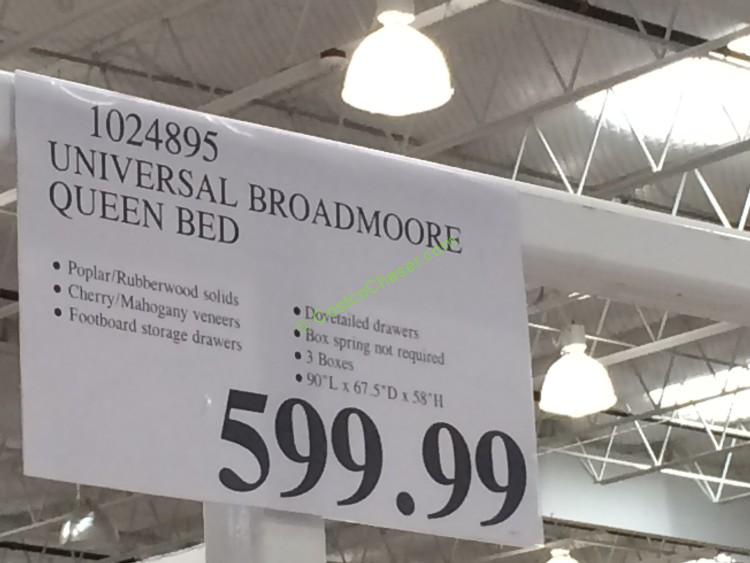 1024895
UNIVERSAL BROADMOORE
QUEEN BED
• Poplar/Rubberwood solids
• Cherry/Mahogany veneers
• Footboard storage drawers
• Dovetailed drawers
• Box spring not required
• 3 Boxes
• 90"L x 67.5"D x 58"H
599.99